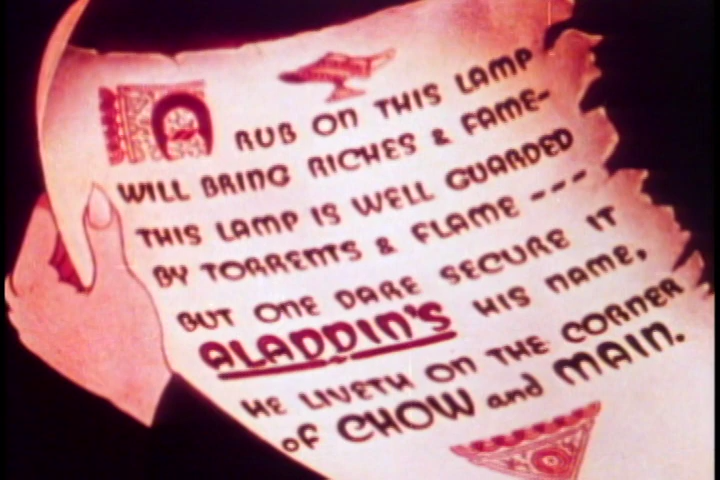 A RUB ON THIS LAMP
WILL BRING RICHES & FAME-
THIS LAMP IS WELL GUARDED
BY TORRENTS & FLAME ---
BUT ONE DARE SECURE IT
ALADDIN'S HIS NAME,
HE LIVETH ON THE CORNER
OF CHOW and MAIN.